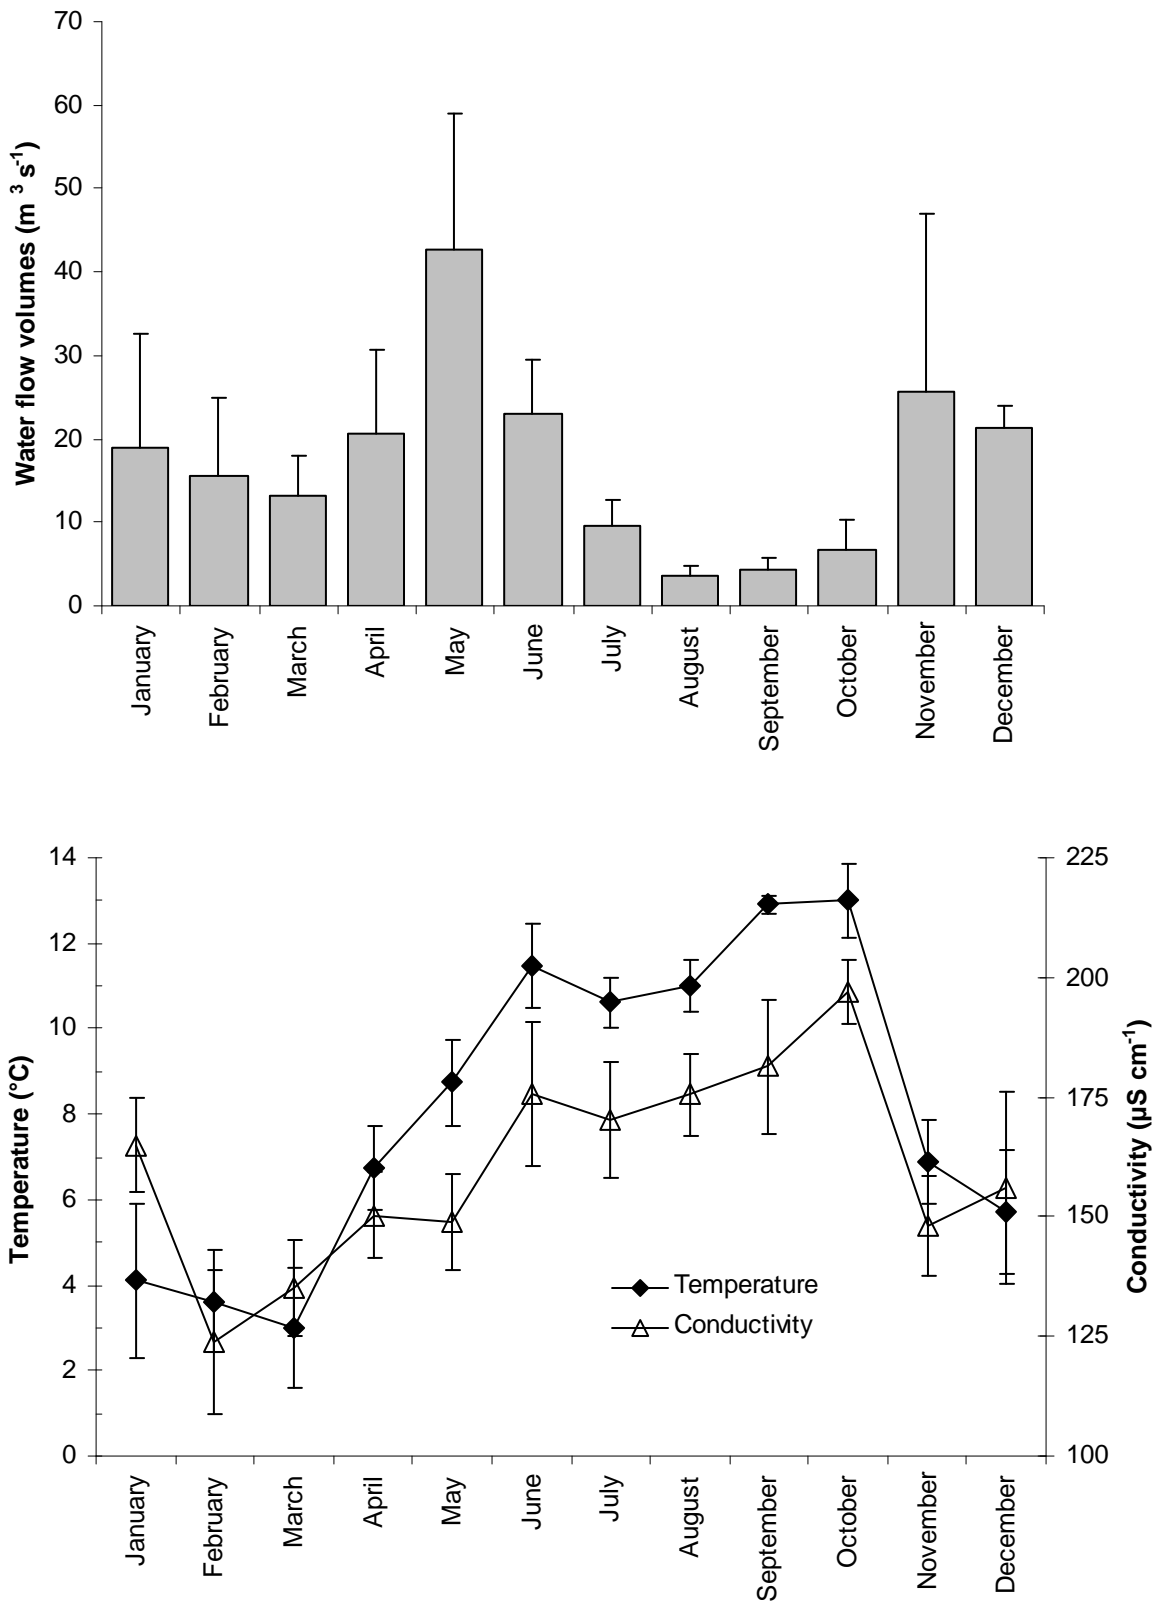 70
60
50
40
30
20
10
0
Water flow volumes (m ³ s⁻¹)
January
February
March
April
May
June
July
August
September
October
November
December
14
12
10
8
6
4
2
0
Temperature (°C)
225
200
175
150
125
100
Conductivity (µS cm⁻¹)
Temperature
Conductivity
January
February
March
April
May
June
July
August
September
October
November
December